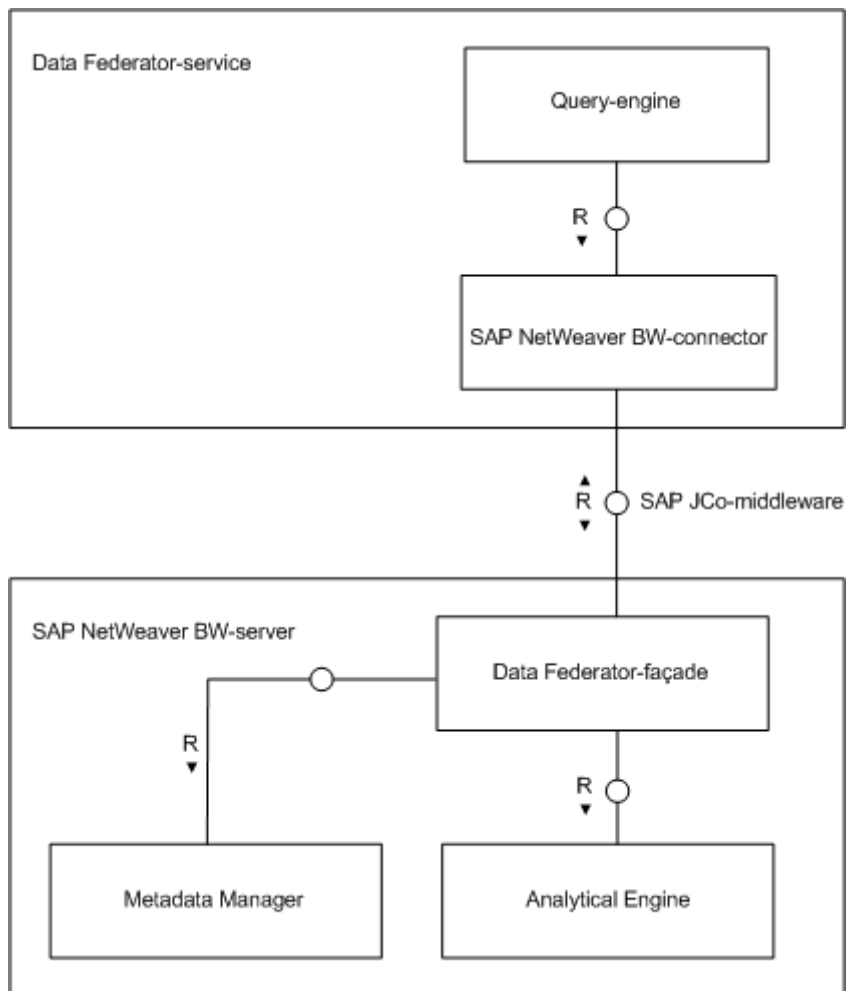 Data Federator-service
Query-engine
R
SAP NetWeaver BW-connector
R
SAP JCo-middleware
SAP NetWeaver BW-server
Data Federator-façade
R
R
Metadata Manager
Analytical Engine